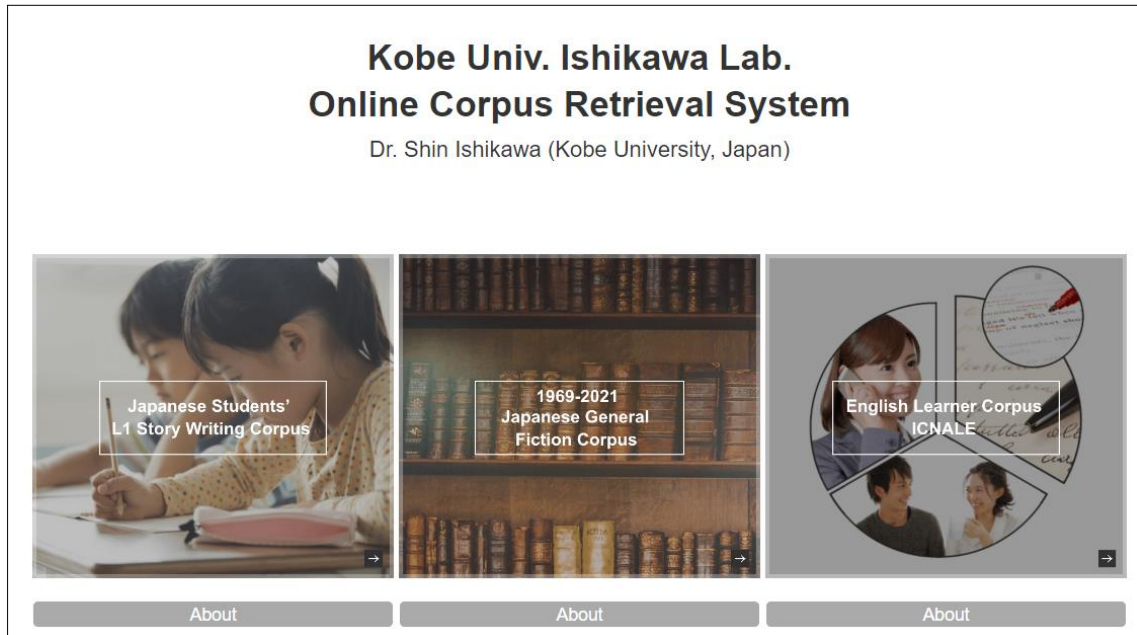 Kobe Univ. Ishikawa Lab.
Online Corpus Retrieval System
Dr. Shin Ishikawa (Kobe University, Japan)
Japanese Students’
L1 Story Writing Corpus
1969-2021
Japanese General
Fiction Corpus
English Learner Corpus
ICNALE
About
About
About